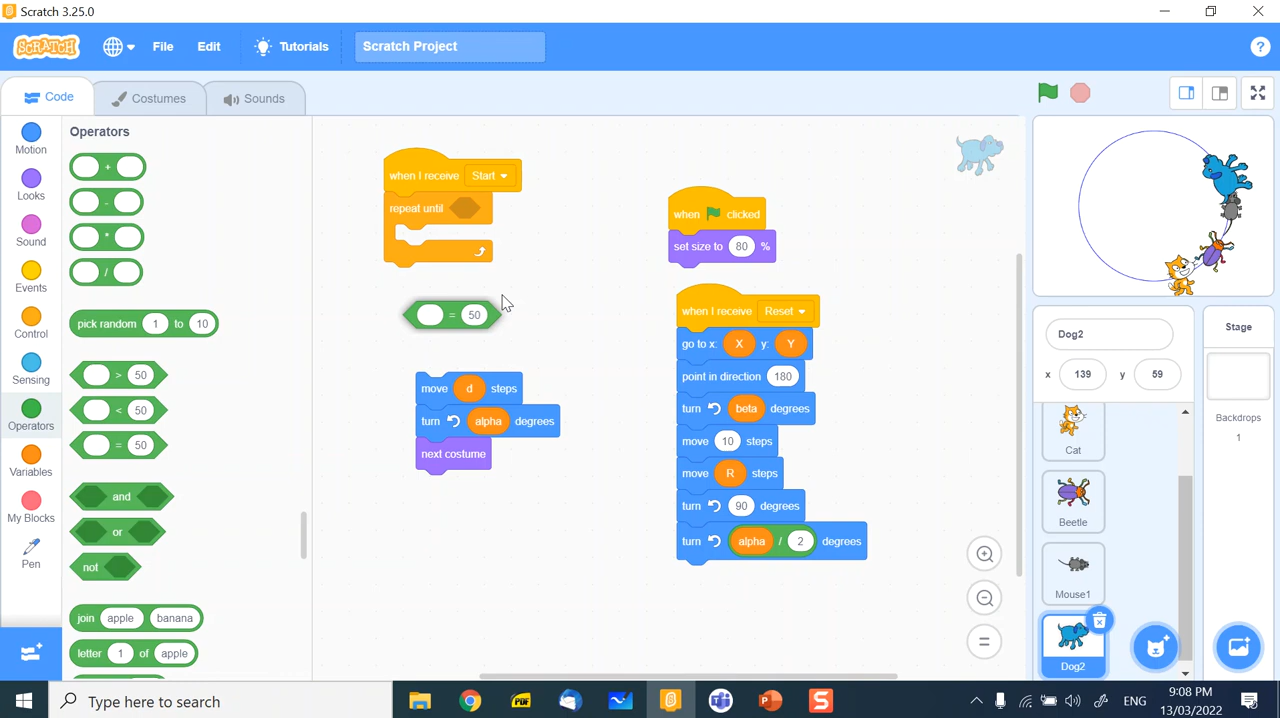 Scratch 3.25.0
SCRATCH
File
Edit
Tutorials
Scratch Project
?
Code
Costumes
Sounds
Motion
Looks
Sound
Events
Control
Sensing
Operators
Variables
My Blocks
Pen
Operators
+
-
*
/
pick random 1 to 10
> 50
< 50
= 50
and
or
not
join apple banana
letter 1 of apple
when I receive Start
repeat until
= 50
move d steps
turn alpha degrees
next costume
when clicked
set size to 80 %
when I receive Reset
go to x: X y: Y
point in direction 180
turn beta degrees
move 10 steps
move R steps
turn 90 degrees
turn alpha / 2 degrees
Dog2
x 139 y 59
Cat
Beetle
Mouse1
Dog2
Stage
Backdrops
1
Type here to search
PDF
S
ENG
9:08 PM
13/03/2022